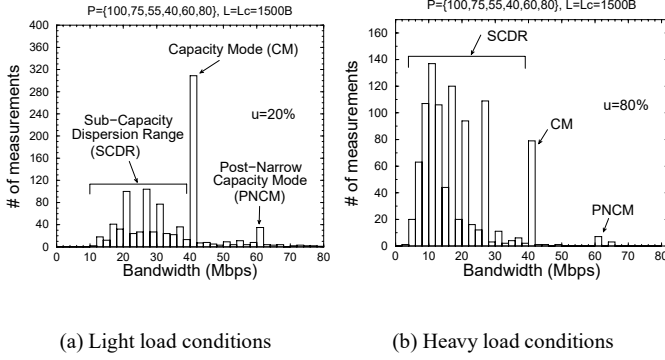 P={100,75,55,40,60,80}, L=Lc=1500B
400
360
320
280
240
200
160
120
80
40
0
# of measurements
Capacity Mode (CM)
u=20%
Sub−Capacity
Dispersion Range
(SCDR)
Post−Narrow
Capacity Mode
(PNCM)
0 10 20 30 40 50 60 70 80
Bandwidth (Mbps)
(a) Light load conditions
P={100,75,55,40,60,80}, L=Lc=1500B
160
140
120
100
80
60
40
20
0
# of measurements
SCDR
u=80%
CM
PNCM
0 10 20 30 40 50 60 70 80
Bandwidth (Mbps)
(b) Heavy load conditions